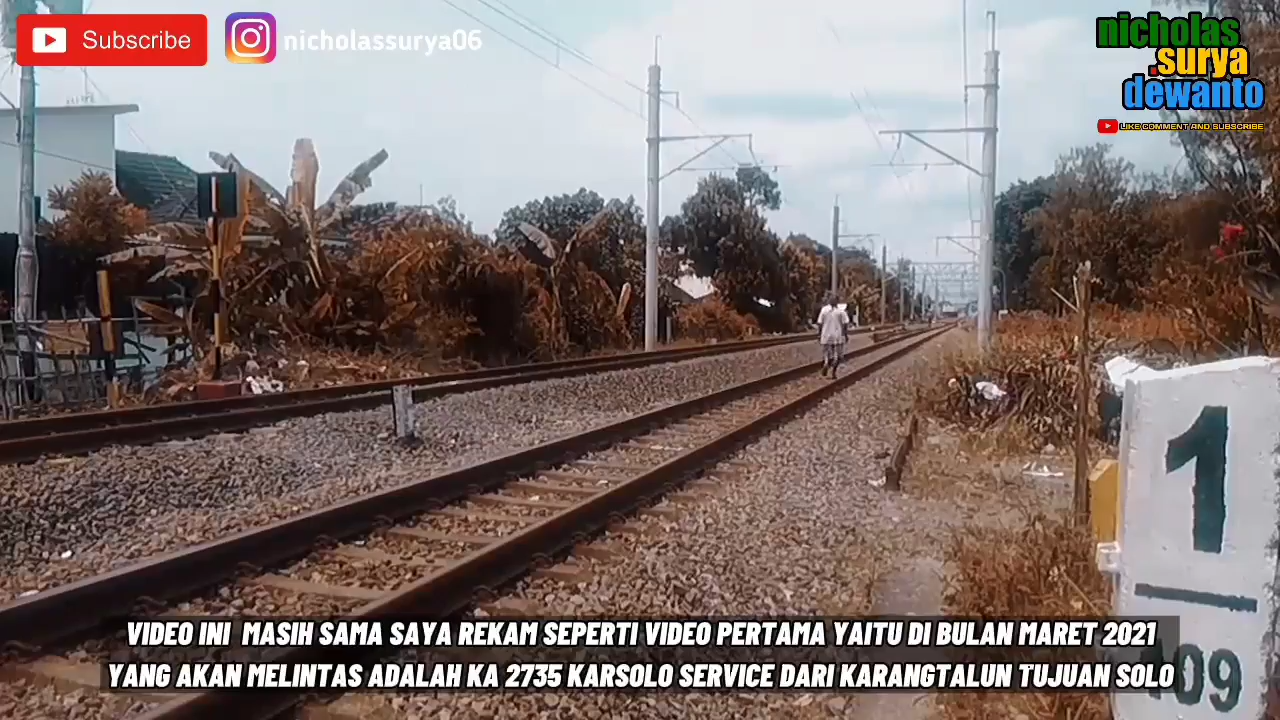 Subscribe
nicholassurya06
nicholas
.surya
dewanto
LIKE COMMENT AND SUBSCRIBE
1
109
VIDEO INI MASIH SAMA SAYA REKAM SEPERTI VIDEO PERTAMA YAITU DI BULAN MARET 2021
YANG AKAN MELINTAS ADALAH KA 2735 KARSOLO SERVICE DARI KARANGTALUN TUJUAN SOLO